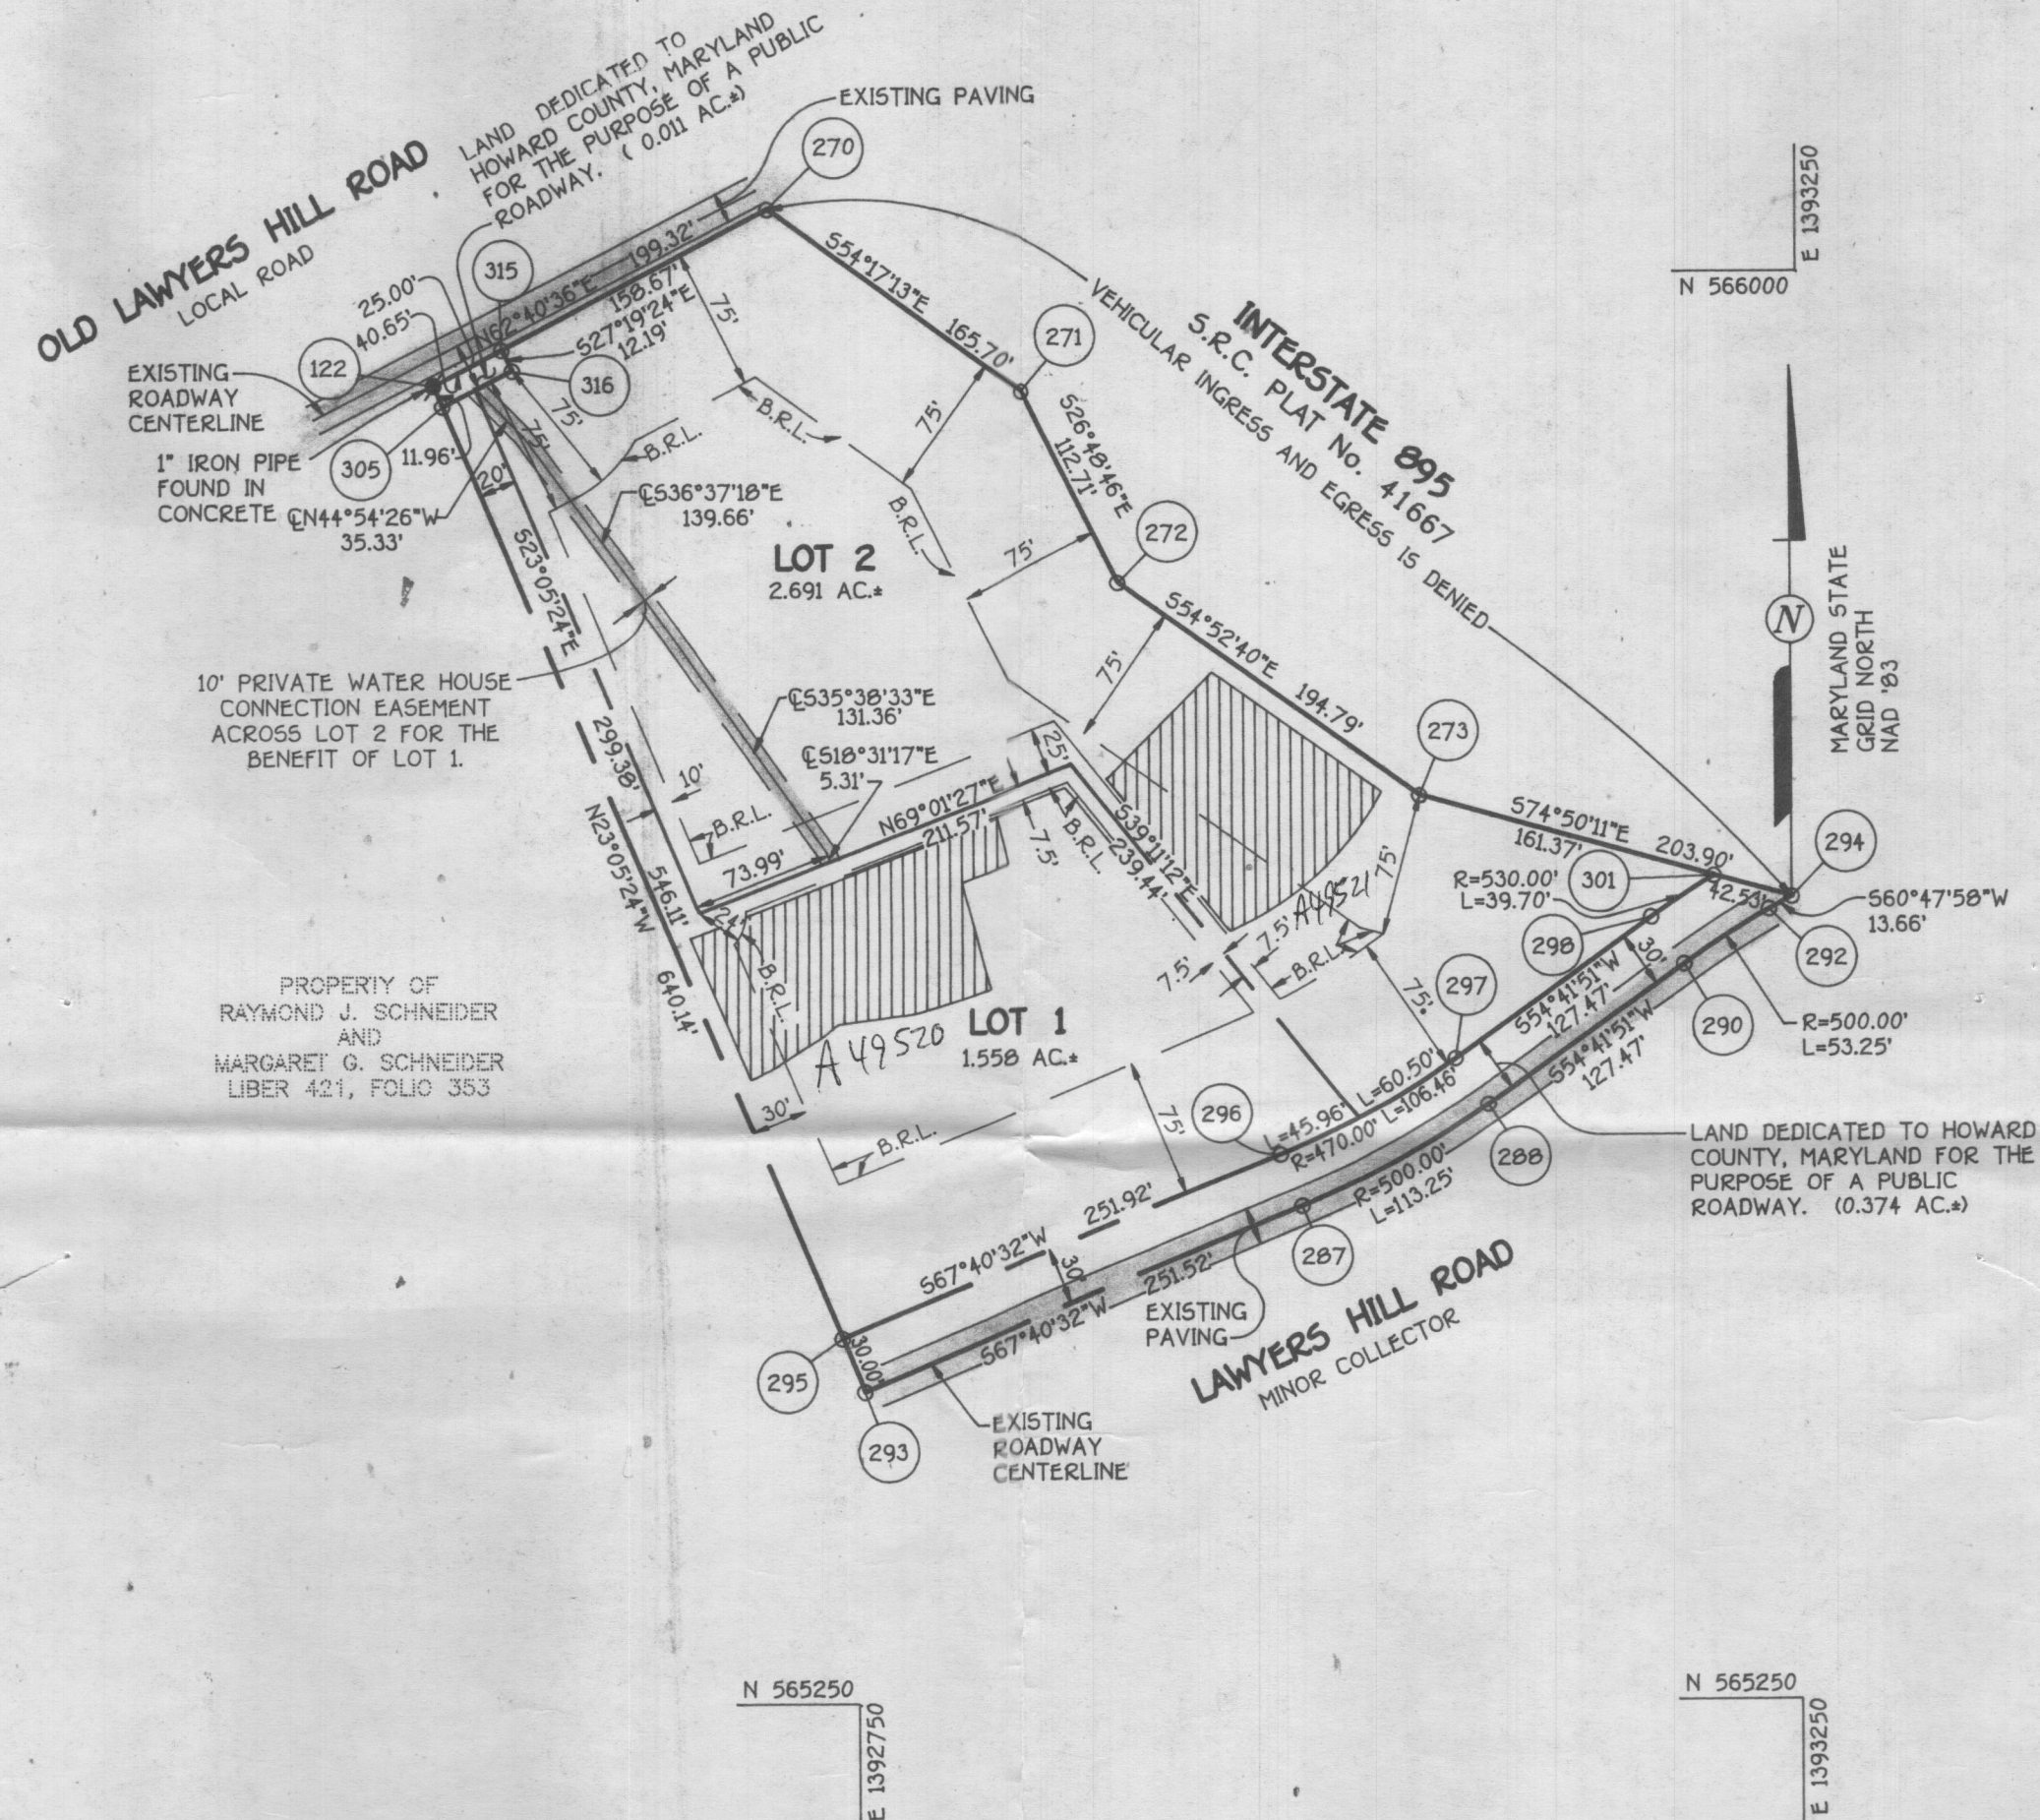 LAND DEDICATED TO
HOWARD COUNTY, MARYLAND
FOR THE PURPOSE OF A PUBLIC
ROADWAY. ( 0.011 AC.±)
EXISTING PAVING
270
OLD LAWYERS HILL ROAD
LOCAL ROAD
E 1393250
N 566000
315
199.32'
N62°40'36"E
158.67'
S27°19'24"E
12.19'
25.00'
40.65'
122
316
EXISTING
ROADWAY
CENTERLINE
1" IRON PIPE
FOUND IN
CONCRETE
305
11.96'
20'
℄N44°54'26"W
35.33'
75'
75'
75'
B.R.L.
B.R.L.
S54°17'13"E
165.70'
271
75'
B.R.L.
S26°48'46"E
112.71'
272
75'
VEHICULAR INGRESS AND EGRESS IS DENIED
INTERSTATE 895
S.R.C. PLAT No. 41667
MARYLAND STATE
GRID NORTH
NAD '83
N
℄S36°37'18"E
139.66'
LOT 2
2.691 AC.±
S23°05'24"E
299.38'
10' PRIVATE WATER HOUSE
CONNECTION EASEMENT
ACROSS LOT 2 FOR THE
BENEFIT OF LOT 1.
℄S35°38'33"E
131.36'
℄S18°31'17"E
5.31'
S54°52'40"E
194.79'
75'
273
25'
10'
B.R.L.
N69°01'27"E
211.57'
73.99'
7.5'
B.R.L.
S39°11'12"E
239.44'
S74°50'11"E
161.37'
203.90'
294
R=530.00'
L=39.70'
301
42.53'
S60°47'58"W
13.66'
298
292
N23°05'24"W
546.11'
640.14'
24'
B.R.L.
A49521
75'
7.5'
7.5'
B.R.L.
75'
297
30'
S54°41'51"W
127.47'
S54°41'51"W
127.47'
290
R=500.00'
L=53.25'
PROPERTY OF
RAYMOND J. SCHNEIDER
AND
MARGARET G. SCHNEIDER
LIBER 421, FOLIO 353
A 49520
LOT 1
1.558 AC.±
30'
B.R.L.
75'
296
L=45.96'
L=60.50'
R=470.00' L=106.46'
288
R=500.00'
L=113.25'
LAND DEDICATED TO HOWARD
COUNTY, MARYLAND FOR THE
PURPOSE OF A PUBLIC
ROADWAY. (0.374 AC.±)
S67°40'32"W
251.92'
30'
287
S67°40'32"W
251.52'
EXISTING
PAVING
LAWYERS HILL ROAD
MINOR COLLECTOR
295
30.00'
293
EXISTING
ROADWAY
CENTERLINE
N 565250
E 1392750
N 565250
E 1393250